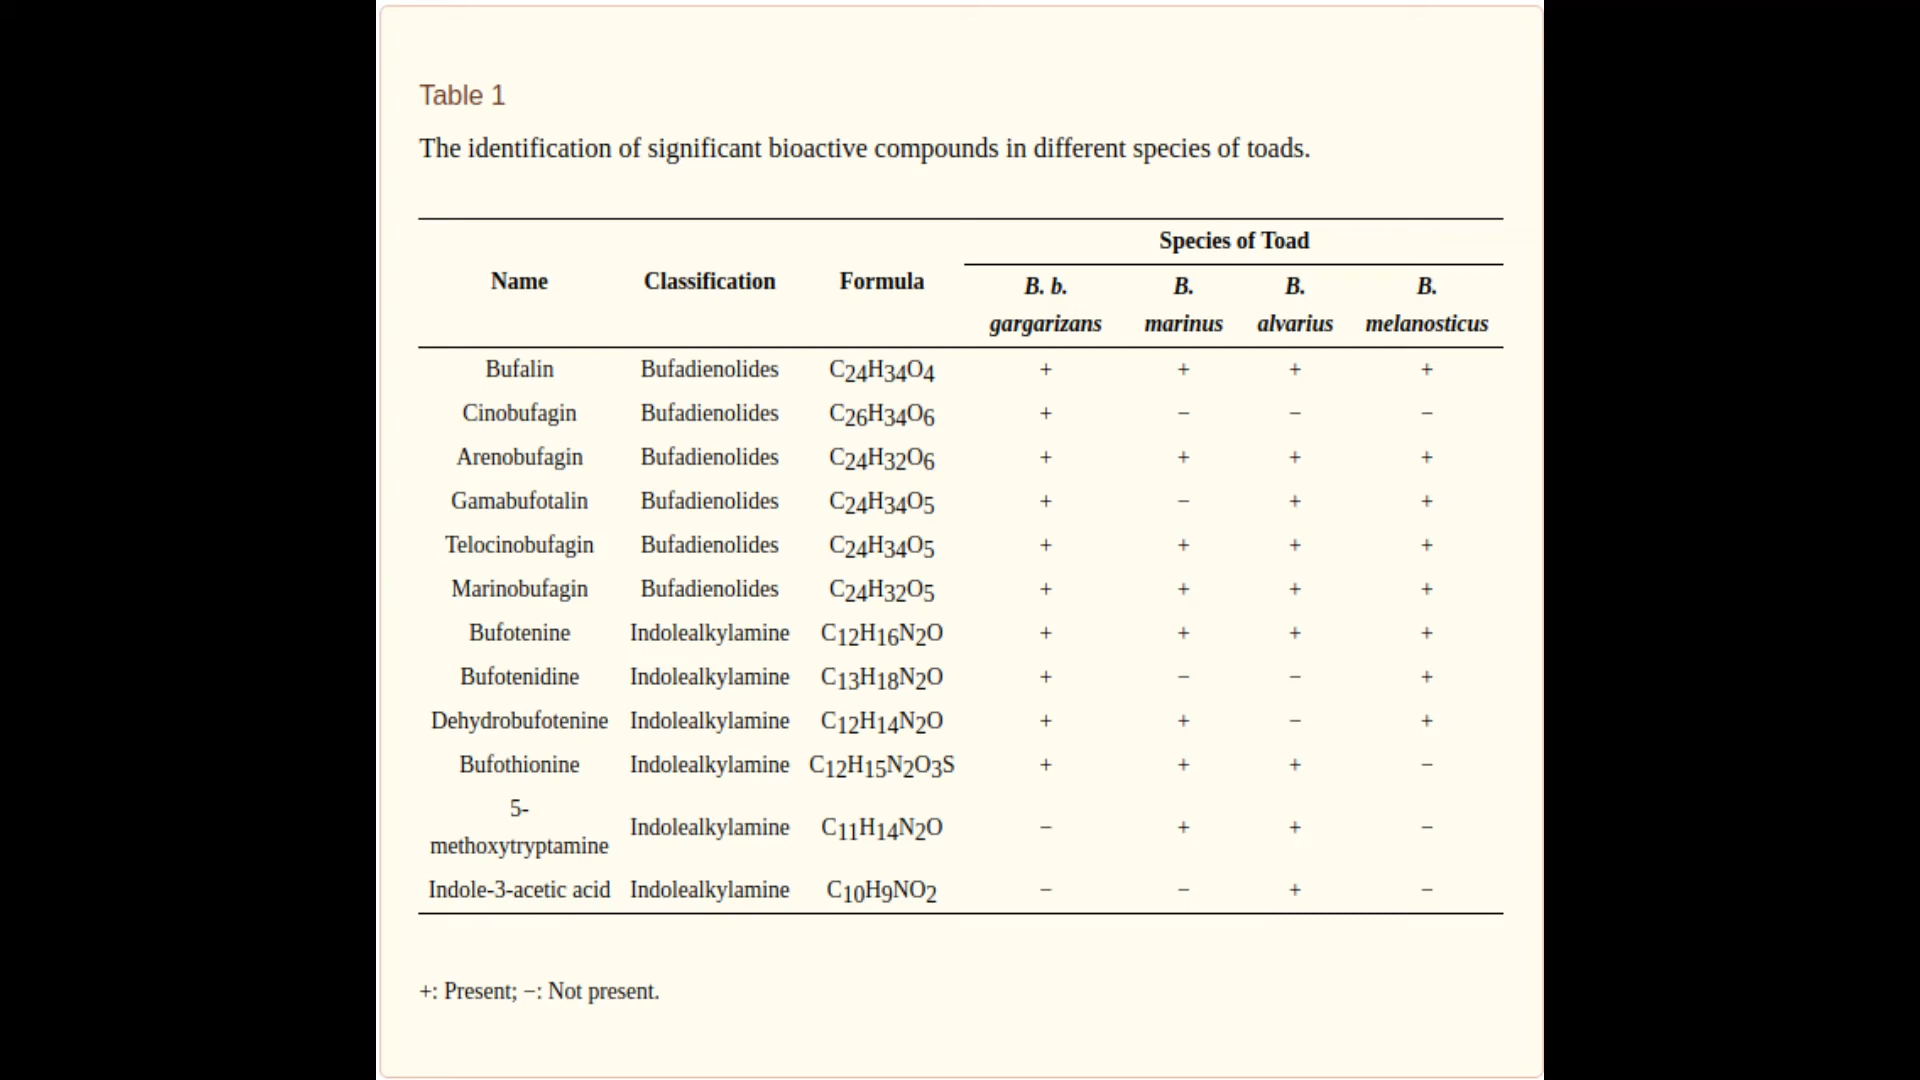 Table 1
The identification of significant bioactive compounds in different species of toads.
Species of Toad
Name Classification Formula B. b. gargarizans B. marinus B. alvarius B. melanosticus
Bufalin Bufadienolides C24H34O4 + + + +
Cinobufagin Bufadienolides C26H34O6 + − − −
Arenobufagin Bufadienolides C24H32O6 + + + +
Gamabufotalin Bufadienolides C24H34O5 + − + +
Telocinobufagin Bufadienolides C24H34O5 + + + +
Marinobufagin Bufadienolides C24H32O5 + + + +
Bufotenine Indolealkylamine C12H16N2O + + + +
Bufotenidine Indolealkylamine C13H18N2O + − − +
Dehydrobufotenine Indolealkylamine C12H14N2O + + − +
Bufothionine Indolealkylamine C12H15N2O3S + + + −
5-
methoxytryptamine Indolealkylamine C11H14N2O − + + −
Indole-3-acetic acid Indolealkylamine C10H9NO2 − − + −
+: Present; −: Not present.